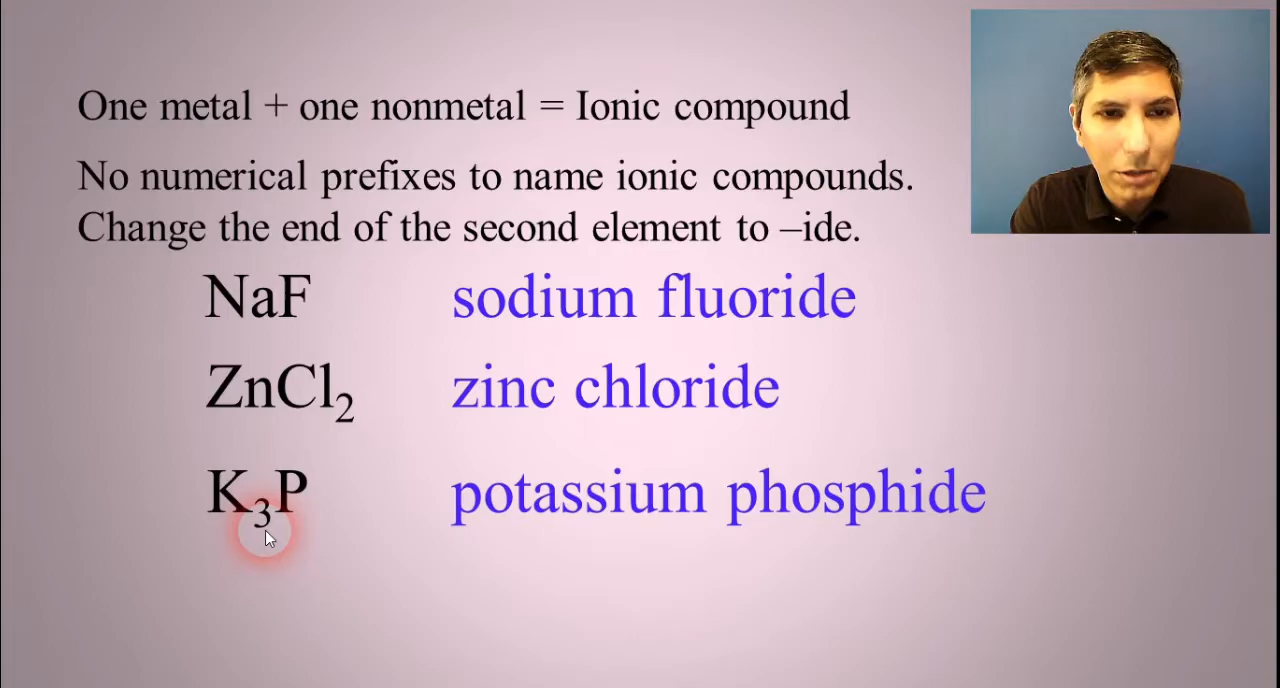 One metal + one nonmetal = Ionic compound
No numerical prefixes to name ionic compounds.
Change the end of the second element to –ide.
NaF sodium fluoride
ZnCl₂ zinc chloride
K₃P potassium phosphide